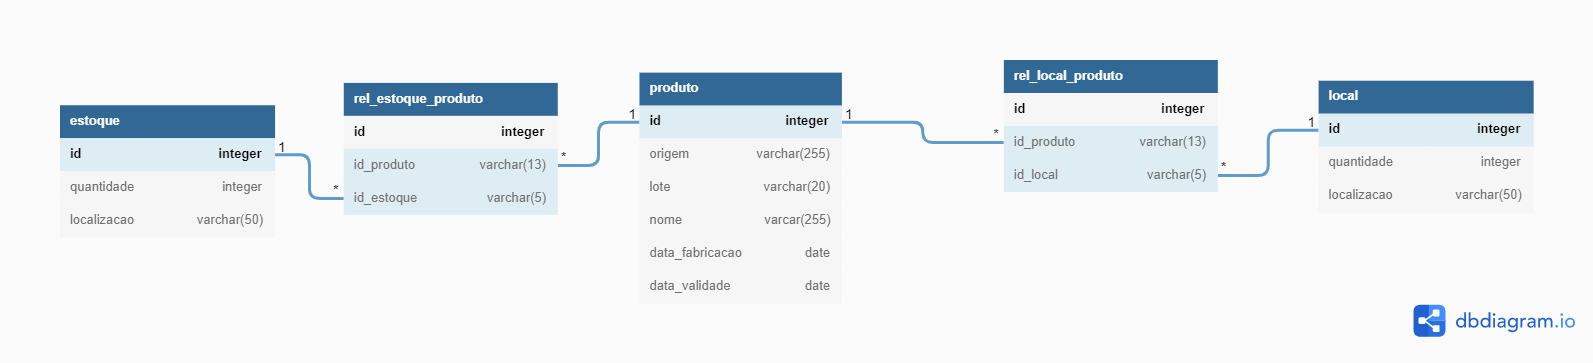 estoque
id integer
quantidade integer
localizacao varchar(50)
1
*
rel_estoque_produto
id integer
id_produto varchar(13)
id_estoque varchar(5)
*
1
produto
id integer
origem varchar(255)
lote varchar(20)
nome varcar(255)
data_fabricacao date
data_validade date
1
*
rel_local_produto
id integer
id_produto varchar(13)
id_local varchar(5)
*
1
local
id integer
quantidade integer
localizacao varchar(50)
dbdiagram.io